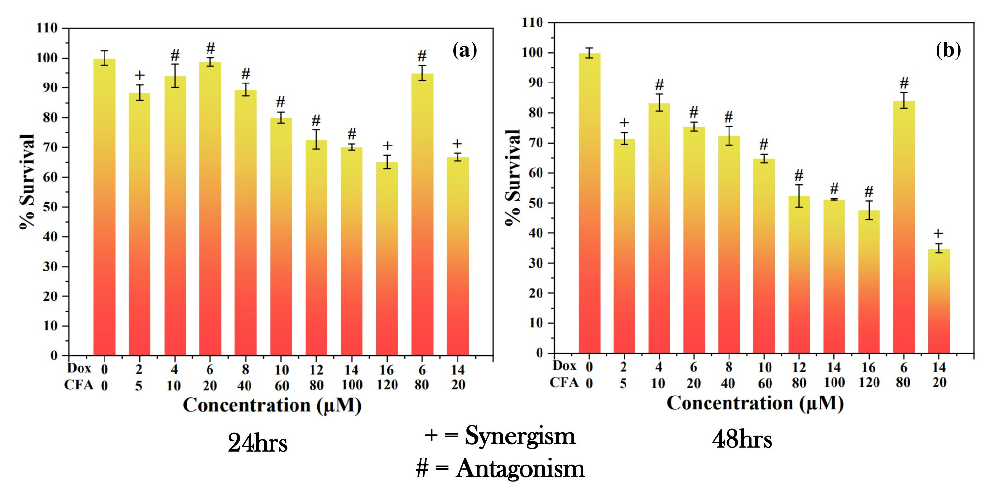 (a)
110
100
90
80
70
60
50
40
30
20
10
0
% Survival
+ # # # # # # + # +
Dox 0 2 4 6 8 10 12 14 16 6 14
CFA 0 5 10 20 40 60 80 100 120 80 20
Concentration (µM)
24hrs
(b)
110
100
90
80
70
60
50
40
30
20
10
0
% Survival
+ # # # # # # # # +
Dox 0 2 4 6 8 10 12 14 16 6 14
CFA 0 5 10 20 40 60 80 100 120 80 20
Concentration (µM)
48hrs
+ = Synergism
# = Antagonism